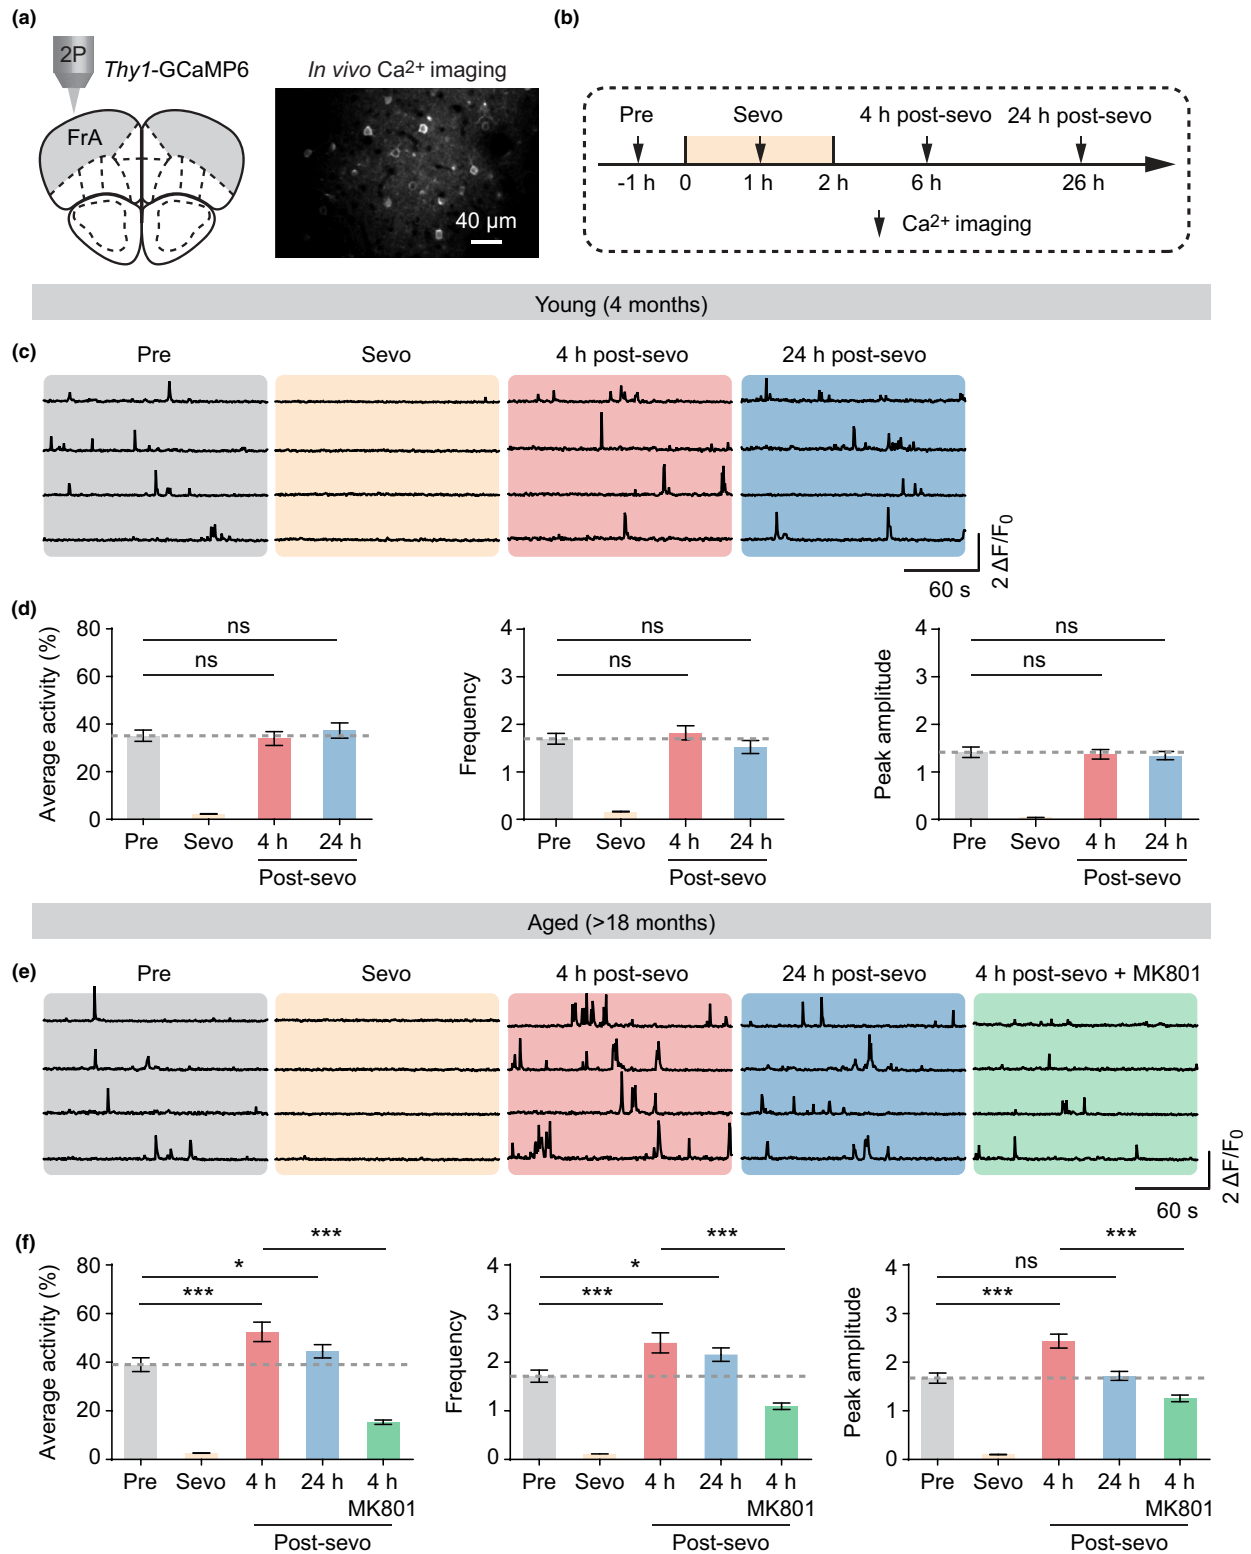 (a)
2P
Thy1-GCaMP6
FrA
In vivo Ca2+ imaging
40 µm
(b)
Pre Sevo 4 h post-sevo 24 h post-sevo
-1 h 0 1 h 2 h 6 h 26 h
Ca2+ imaging
Young (4 months)
(c)
Pre Sevo 4 h post-sevo 24 h post-sevo
2 ΔF/F0
60 s
(d)
Average activity (%)
80
60
40
20
0
ns
ns
Pre Sevo 4 h 24 h
Post-sevo
Frequency
4
3
2
1
0
ns
ns
Pre Sevo 4 h 24 h
Post-sevo
Peak amplitude
4
3
2
1
0
ns
ns
Pre Sevo 4 h 24 h
Post-sevo
Aged (>18 months)
(e)
Pre Sevo 4 h post-sevo 24 h post-sevo 4 h post-sevo + MK801
2 ΔF/F0
60 s
(f)
Average activity (%)
80
60
40
20
0
***
*
***
Pre Sevo 4 h 24 h 4 h
MK801
Post-sevo
Frequency
4
3
2
1
0
***
*
***
Pre Sevo 4 h 24 h 4 h
MK801
Post-sevo
Peak amplitude
4
3
2
1
0
***
ns
***
Pre Sevo 4 h 24 h 4 h
MK801
Post-sevo